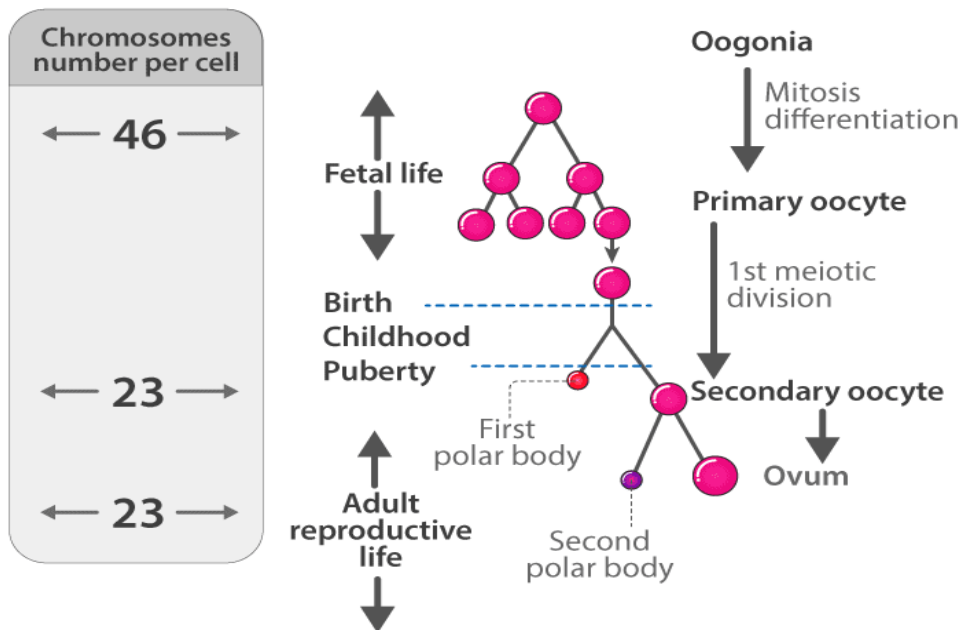 Chromosomes
number per cell
46
23
23
Fetal life
Birth
Childhood
Puberty
First
polar body
Adult
reproductive
life
Second
polar body
Oogonia
Mitosis
differentiation
Primary oocyte
1st meiotic
division
Secondary oocyte
Ovum